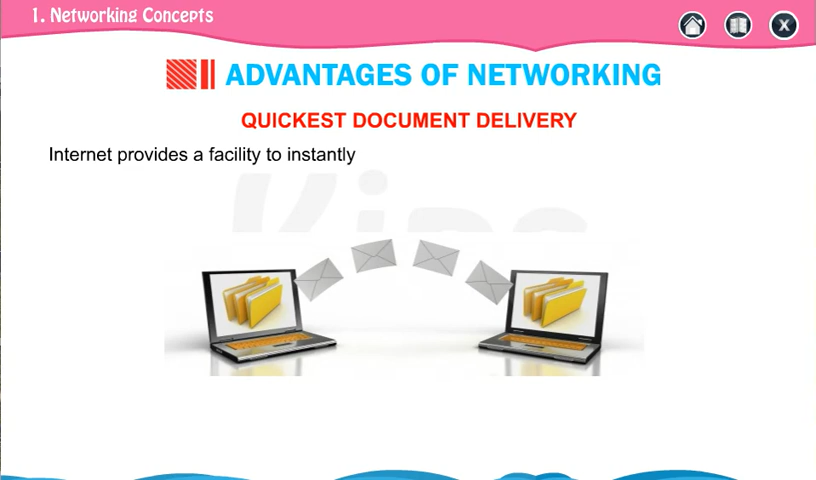 1. Networking Concepts
X
ADVANTAGES OF NETWORKING
QUICKEST DOCUMENT DELIVERY
Internet provides a facility to instantly